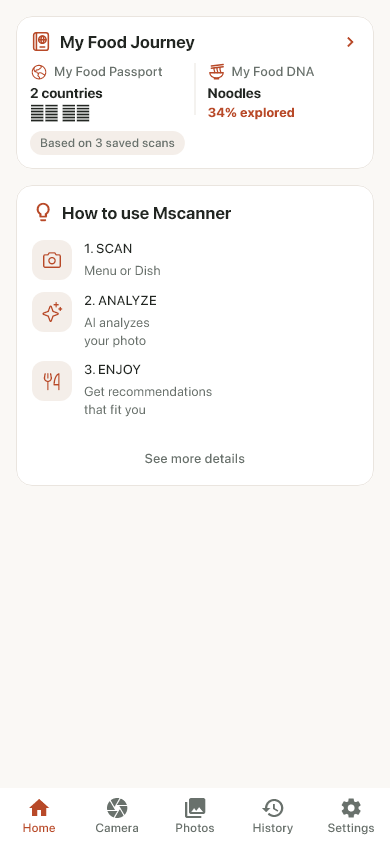 My Food Journey
My Food Passport
My Food DNA
2 countries
Noodles
34% explored
Based on 3 saved scans
How to use Mscanner
1. SCAN
Menu or Dish
2. ANALYZE
AI analyzes
your photo
3. ENJOY
Get recommendations
that fit you
See more details
Home
Camera
Photos
History
Settings